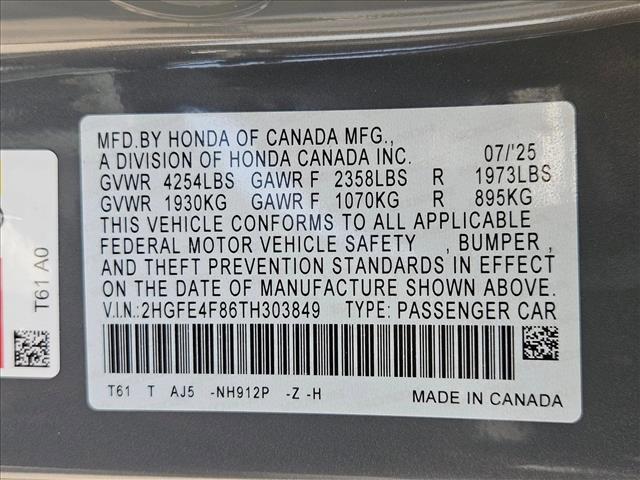 MFD.BY HONDA OF CANADA MFG.,
A DIVISION OF HONDA CANADA INC. 07/'25
GVWR 4254LBS GAWR F 2358LBS R 1973LBS
GVWR 1930KG GAWR F 1070KG R 895KG
THIS VEHICLE CONFORMS TO ALL APPLICABLE
FEDERAL MOTOR VEHICLE SAFETY , BUMPER ,
AND THEFT PREVENTION STANDARDS IN EFFECT
ON THE DATE OF MANUFACTURE SHOWN ABOVE.
V.I.N.:2HGFE4F86TH303849 TYPE: PASSENGER CAR
T61 T AJ5 -NH912P -Z -H
MADE IN CANADA
T61 A0